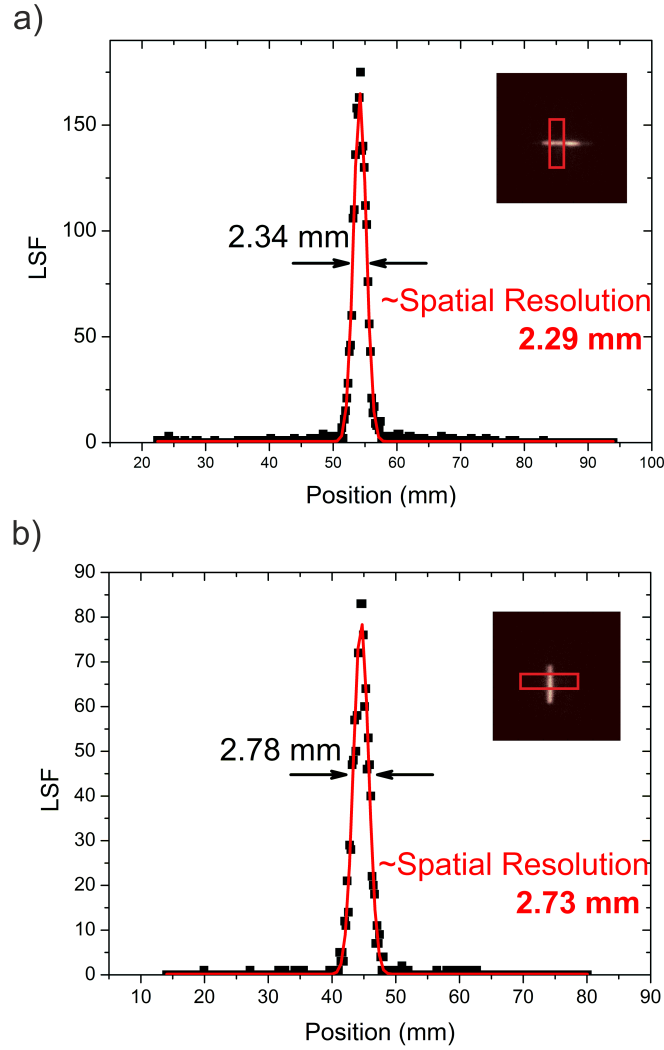 a)
150
100
50
0
LSF
2.34 mm
~Spatial Resolution
2.29 mm
20 30 40 50 60 70 80 90 100
Position (mm)
b)
90
80
70
60
50
40
30
20
10
0
LSF
2.78 mm
~Spatial Resolution
2.73 mm
10 20 30 40 50 60 70 80 90
Position (mm)